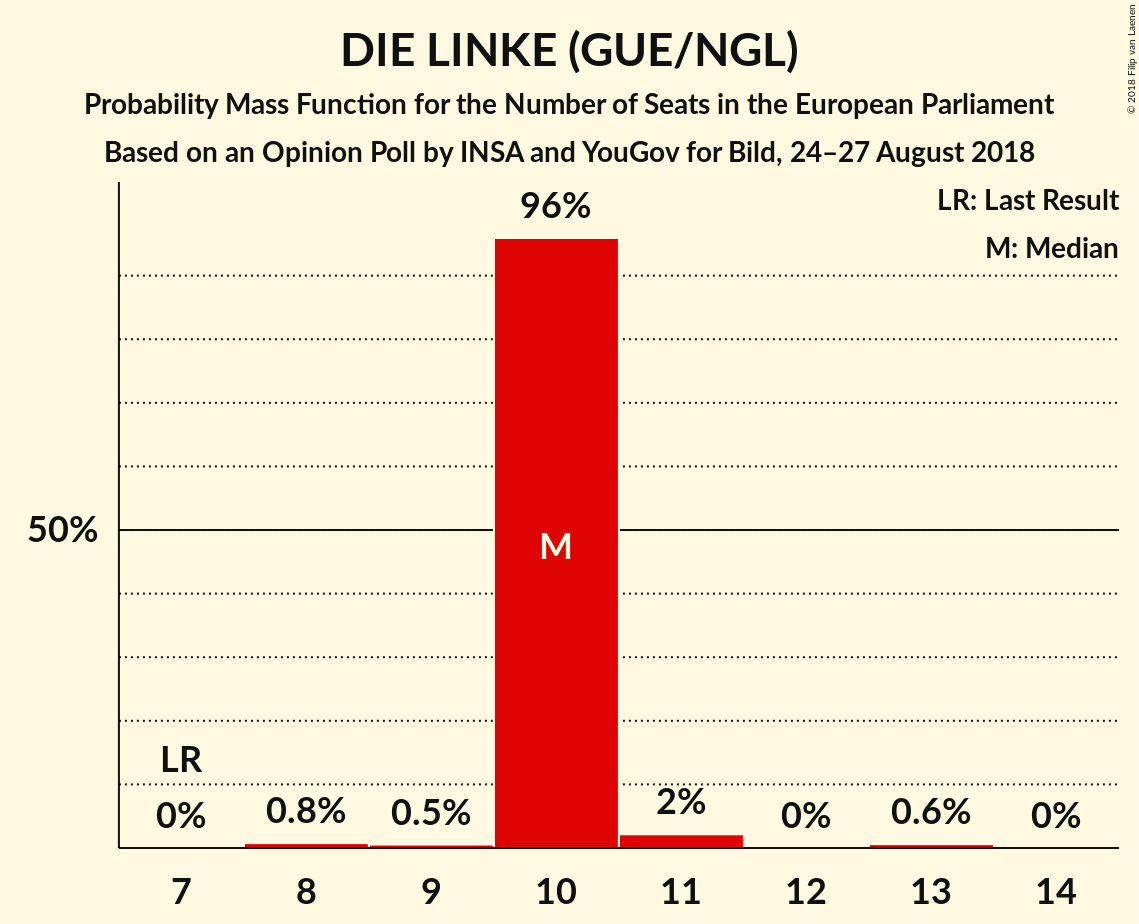 DIE LINKE (GUE/NGL)
Probability Mass Function for the Number of Seats in the European Parliament
Based on an Opinion Poll by INSA and YouGov for Bild, 24–27 August 2018
© 2018 Filip van Laenen
LR: Last Result
M: Median
96%
50%
M
LR
0%
0.8%
0.5%
2%
0%
0.6%
0%
7 8 9 10 11 12 13 14